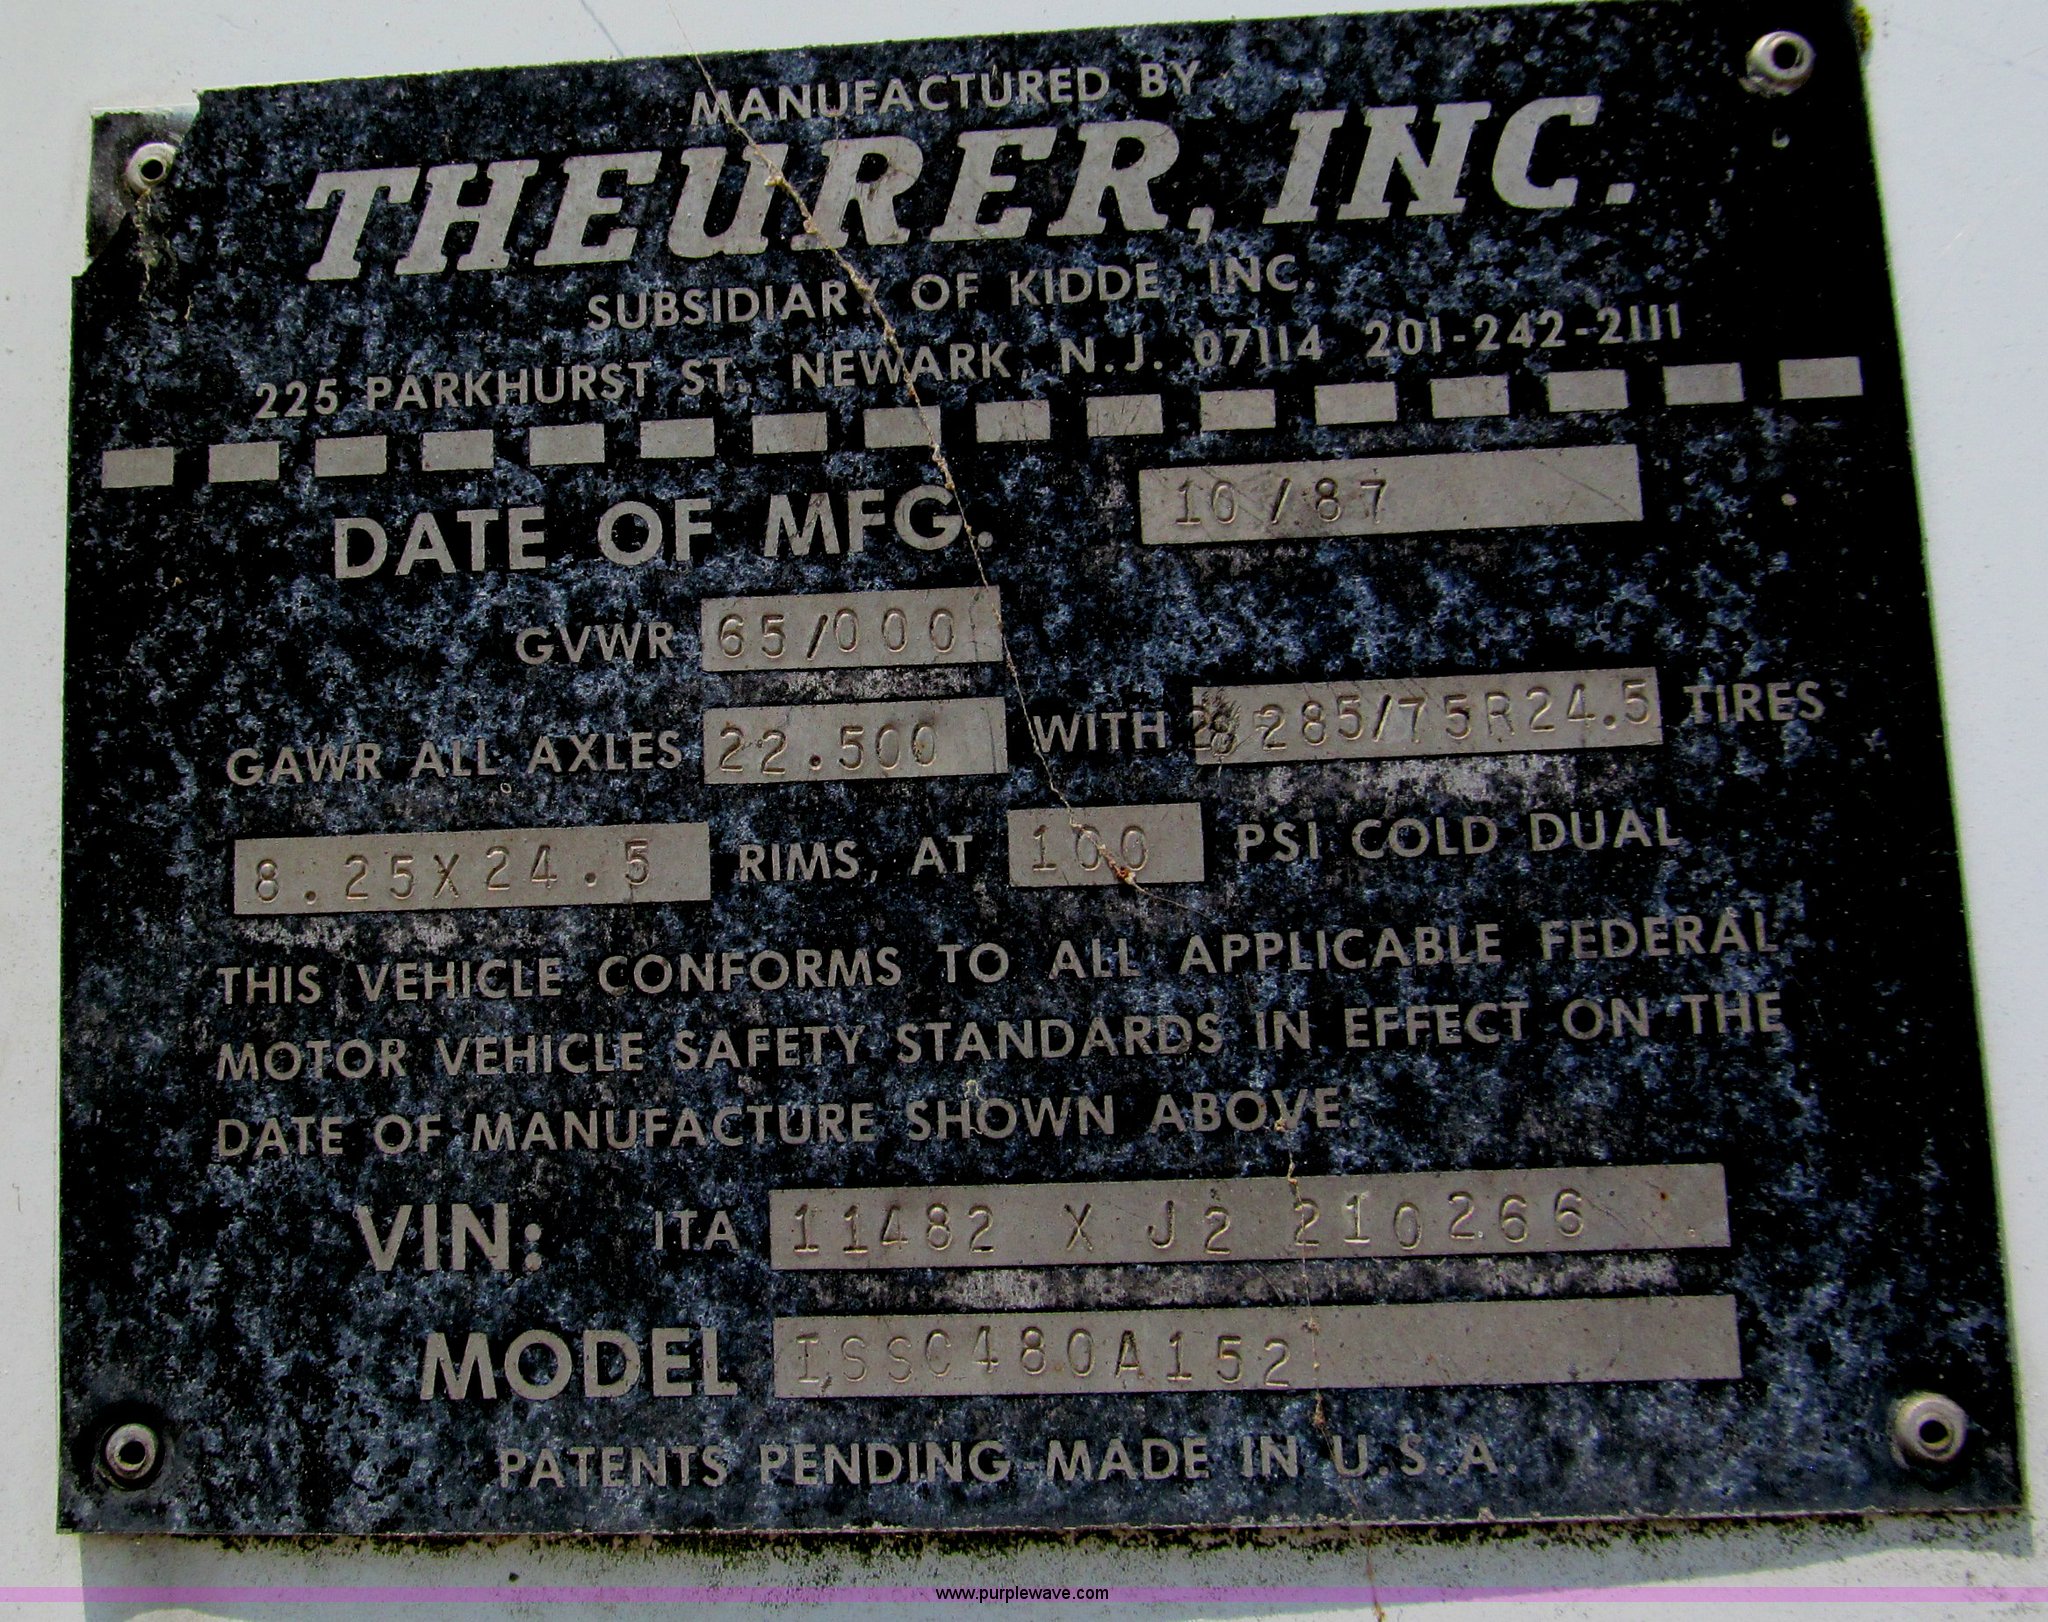 MANUFACTURED BY
THEURER, INC.
SUBSIDIARY OF KIDDE, INC.
225 PARKHURST ST. NEWARK, N.J. 07114 201-242-2111
DATE OF MFG. 10/87
GVWR 65/000
GAWR ALL AXLES 22.500 WITH 285/75R24.5 TIRES
8.25X24.5 RIMS, AT 100 PSI COLD DUAL
THIS VEHICLE CONFORMS TO ALL APPLICABLE FEDERAL
MOTOR VEHICLE SAFETY STANDARDS IN EFFECT ON THE
DATE OF MANUFACTURE SHOWN ABOVE.
VIN: ITA 11482 X J2 210266
MODEL ISSC480A152
PATENTS PENDING-MADE IN U.S.A.
www.purplewave.com